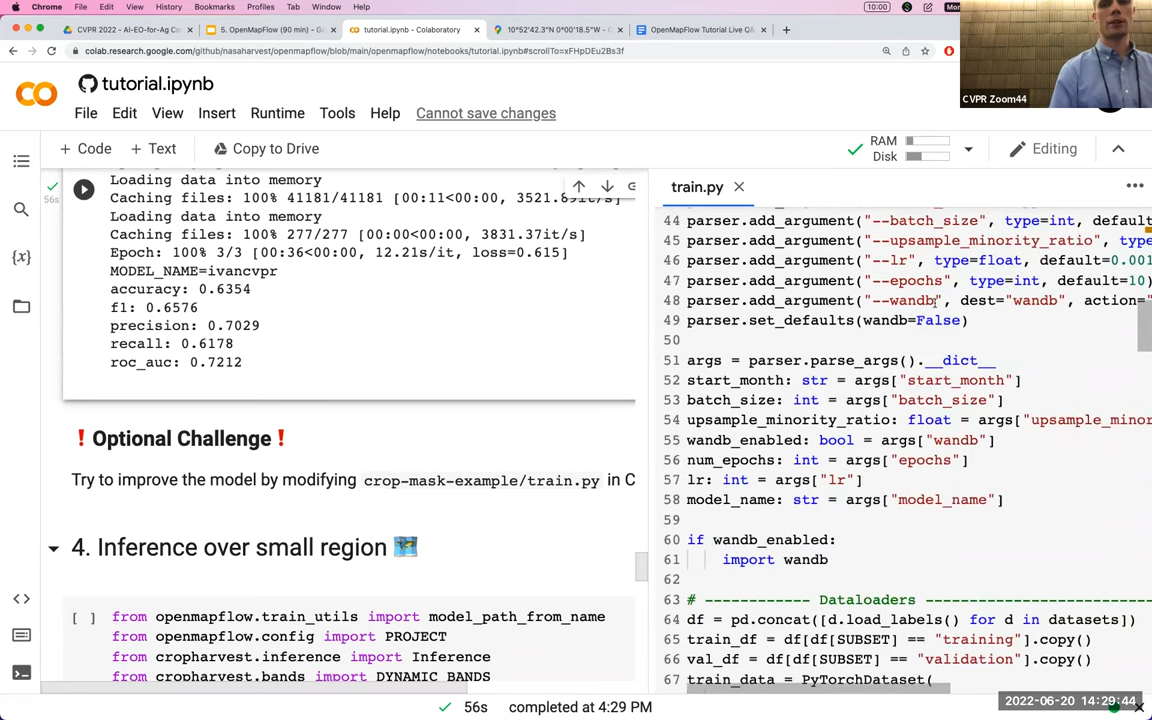 Chrome File Edit View History Bookmarks Profiles Tab Window Help 10:00
CVPR 2022 - AI-EO-for-Ag Co
5. OpenMapFlow (90 min) - Go
tutorial.ipynb - Colaboratory
10°52'42.3"N 0°00'18.5"W - G
OpenMapFlow Tutorial Live Q&
colab.research.google.com/github/nasaharvest/openmapflow/blob/main/openmapflow/notebooks/tutorial.ipynb#scrollTo=xFHpDEu2Bs3f
CVPR Zoom44
tutorial.ipynb
File Edit View Insert Runtime Tools Help Cannot save changes
+ Code + Text Copy to Drive
RAM
Disk
Editing
56s
Loading data into memory
Caching files: 100% 41181/41181 [00:11<00:00, 3521.89it/s]
Loading data into memory
Caching files: 100% 277/277 [00:00<00:00, 3831.37it/s]
Epoch: 100% 3/3 [00:36<00:00, 12.21s/it, loss=0.615]
MODEL_NAME=ivancvpr
accuracy: 0.6354
f1: 0.6576
precision: 0.7029
recall: 0.6178
roc_auc: 0.7212
❗Optional Challenge❗
Try to improve the model by modifying crop-mask-example/train.py in C
4. Inference over small region
[ ] from openmapflow.train_utils import model_path_from_name
from openmapflow.config import PROJECT
from cropharvest.inference import Inference
from cropharvest.bands import DYNAMIC_BANDS
train.py
44 parser.add_argument("--batch_size", type=int, default
45 parser.add_argument("--upsample_minority_ratio", type
46 parser.add_argument("--lr", type=float, default=0.001
47 parser.add_argument("--epochs", type=int, default=10)
48 parser.add_argument("--wandb", dest="wandb", action="
49 parser.set_defaults(wandb=False)
50
51 args = parser.parse_args().__dict__
52 start_month: str = args["start_month"]
53 batch_size: int = args["batch_size"]
54 upsample_minority_ratio: float = args["upsample_minor
55 wandb_enabled: bool = args["wandb"]
56 num_epochs: int = args["epochs"]
57 lr: int = args["lr"]
58 model_name: str = args["model_name"]
59
60 if wandb_enabled:
61 import wandb
62
63 # ------------ Dataloaders -------------------------
64 df = pd.concat([d.load_labels() for d in datasets])
65 train_df = df[df[SUBSET] == "training"].copy()
66 val_df = df[df[SUBSET] == "validation"].copy()
67 train_data = PyTorchDataset(
56s completed at 4:29 PM
2022-06-20 14:29:44